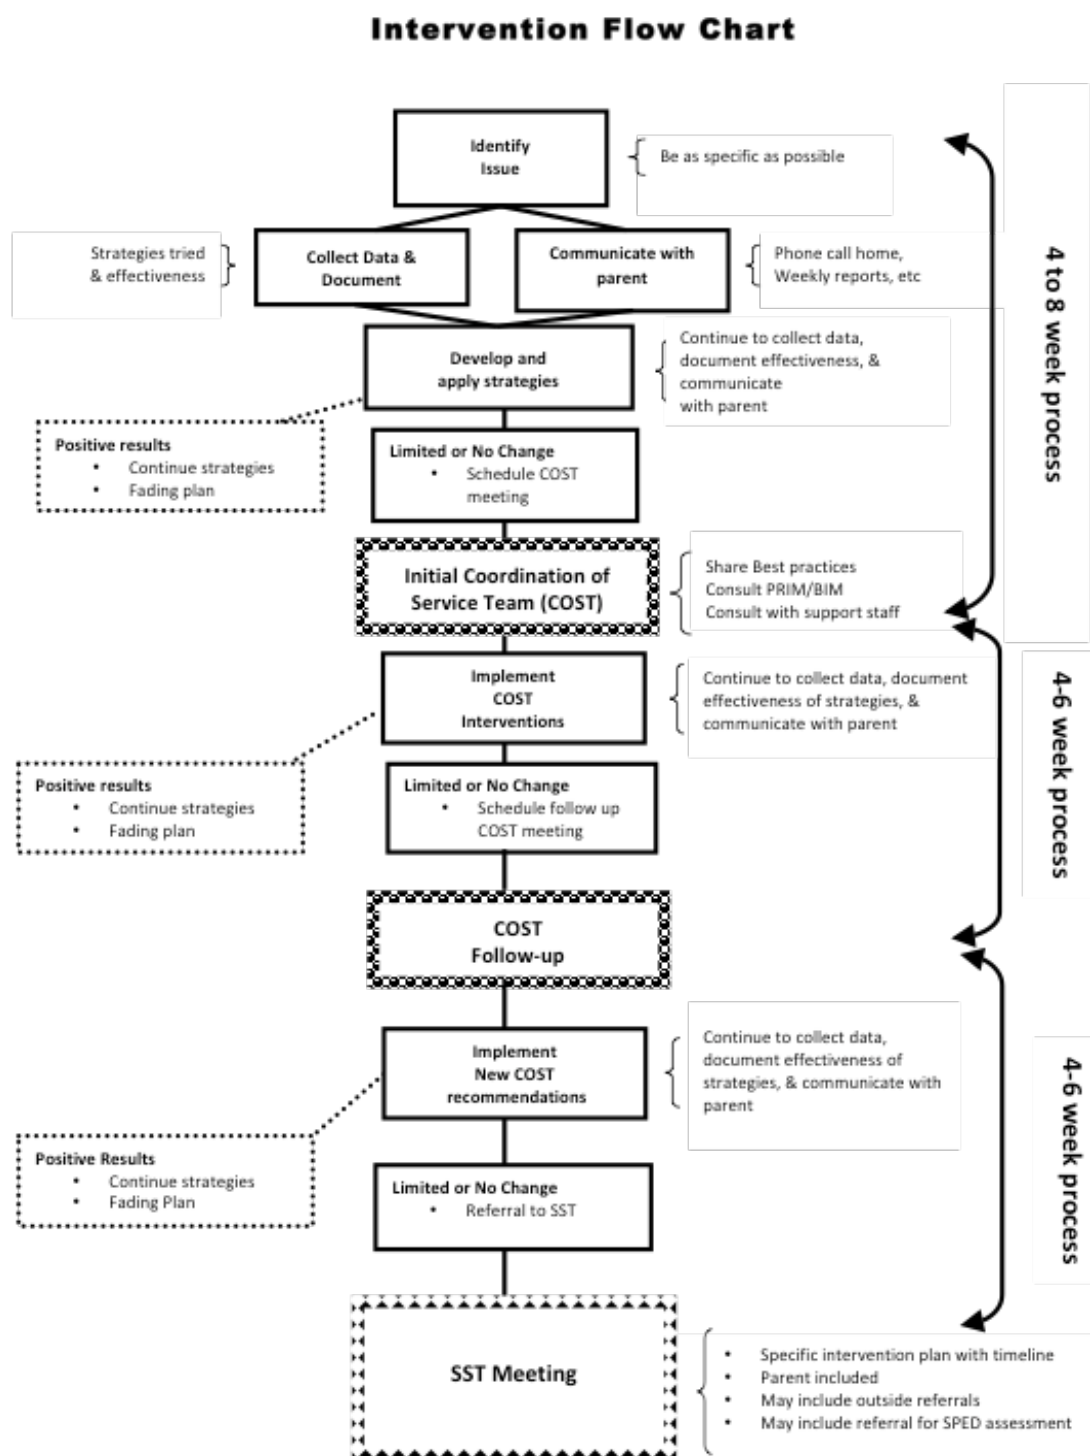 Intervention Flow Chart
Identify
Issue
Be as specific as possible
Strategies tried
& effectiveness
Collect Data &
Document
Communicate with
parent
Phone call home,
Weekly reports, etc
Develop and
apply strategies
Continue to collect data,
document effectiveness, &
communicate
with parent
Positive results
• Continue strategies
• Fading plan
Limited or No Change
• Schedule COST
meeting
4 to 8 week process
Initial Coordination of
Service Team (COST)
Share Best practices
Consult PRIM/BIM
Consult with support staff
Implement
COST
Interventions
Continue to collect data, document
effectiveness of strategies, &
communicate with parent
Positive results
• Continue strategies
• Fading plan
Limited or No Change
• Schedule follow up
COST meeting
4-6 week process
COST
Follow-up
Implement
New COST
recommendations
Continue to collect data,
document effectiveness of
strategies, & communicate with
parent
Positive Results
• Continue strategies
• Fading Plan
Limited or No Change
• Referral to SST
4-6 week process
SST Meeting
• Specific intervention plan with timeline
• Parent included
• May include outside referrals
• May include referral for SPED assessment